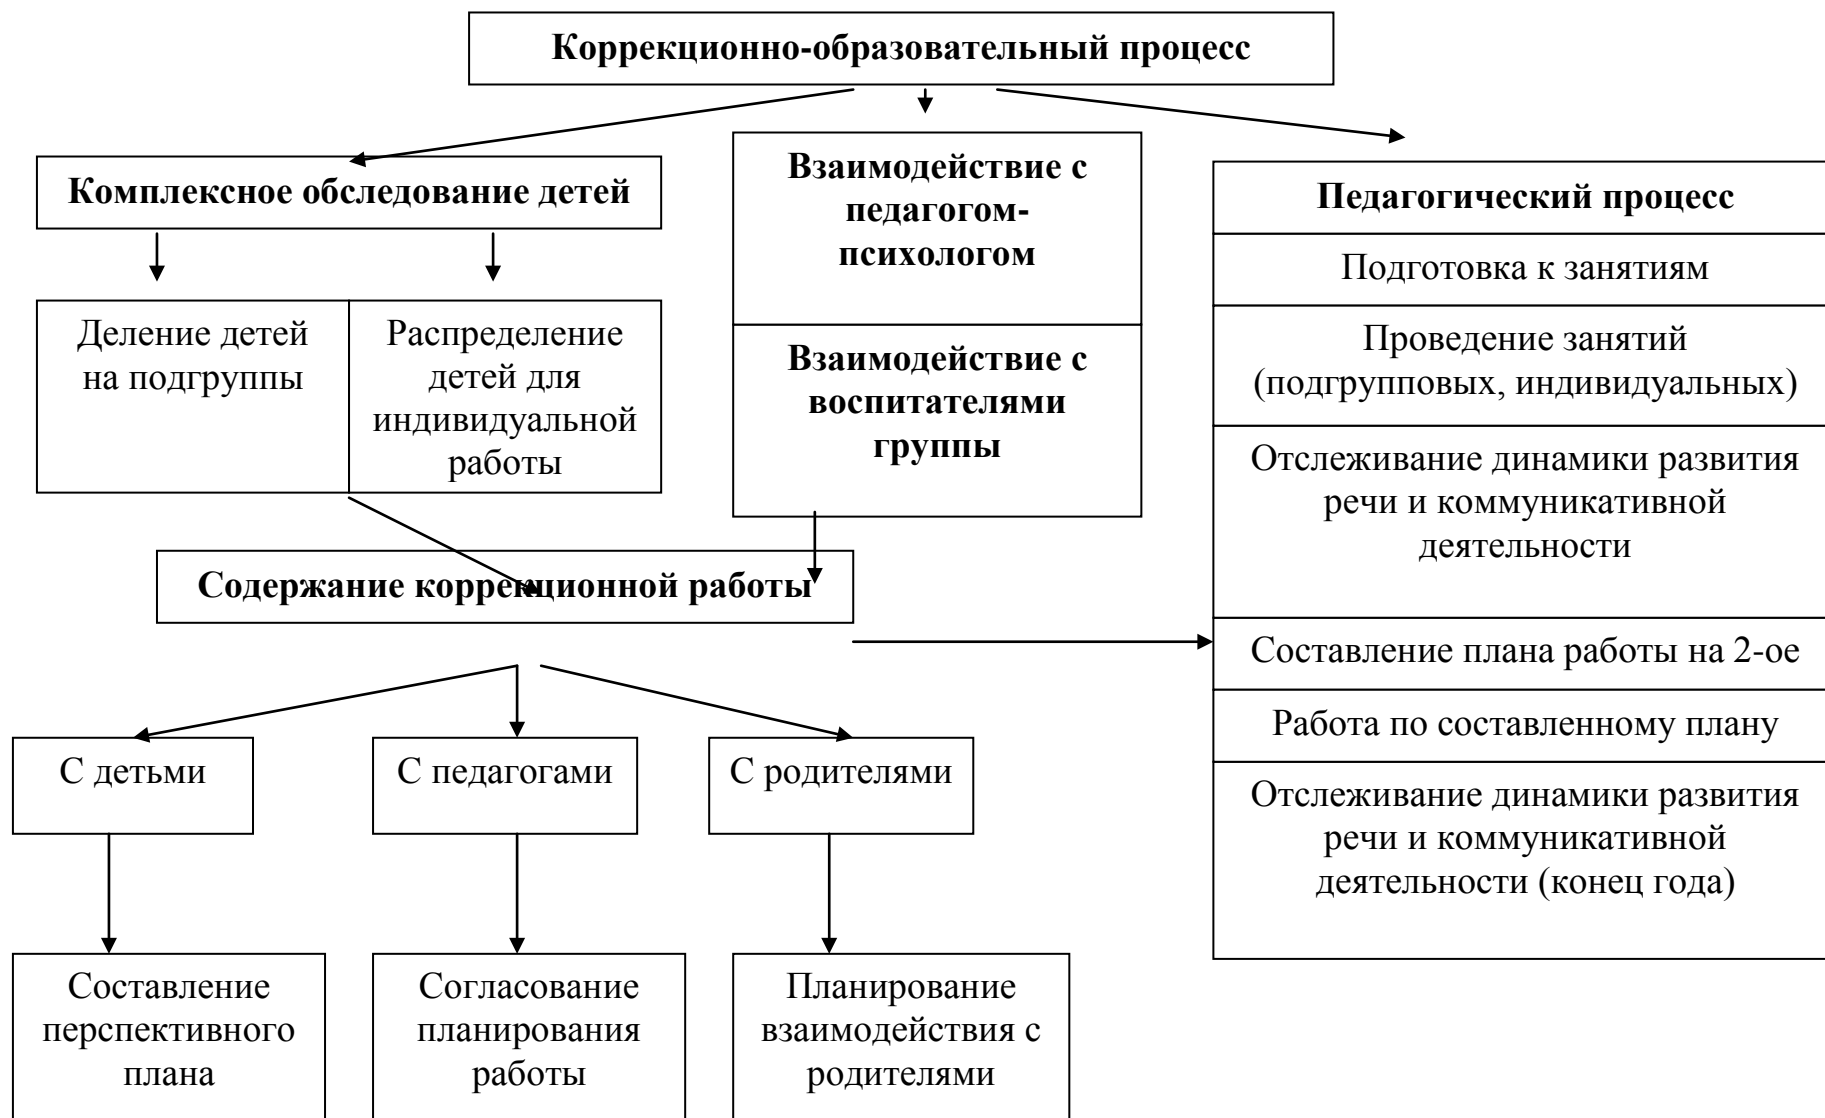 Коррекционно-образовательный процесс
Комплексное обследование детей
Деление детей
на подгруппы
Распределение
детей для
индивидуальной
работы
Взаимодействие с
педагогом-
психологом
Взаимодействие с
воспитателями
группы
Педагогический процесс
Подготовка к занятиям
Проведение занятий
(подгрупповых, индивидуальных)
Отслеживание динамики развития
речи и коммуникативной
деятельности
Составление плана работы на 2-ое
Работа по составленному плану
Отслеживание динамики развития
речи и коммуникативной
деятельности (конец года)
Содержание коррекционной работы
С детьми
С педагогами
С родителями
Составление
перспективного
плана
Согласование
планирования
работы
Планирование
взаимодействия с
родителями